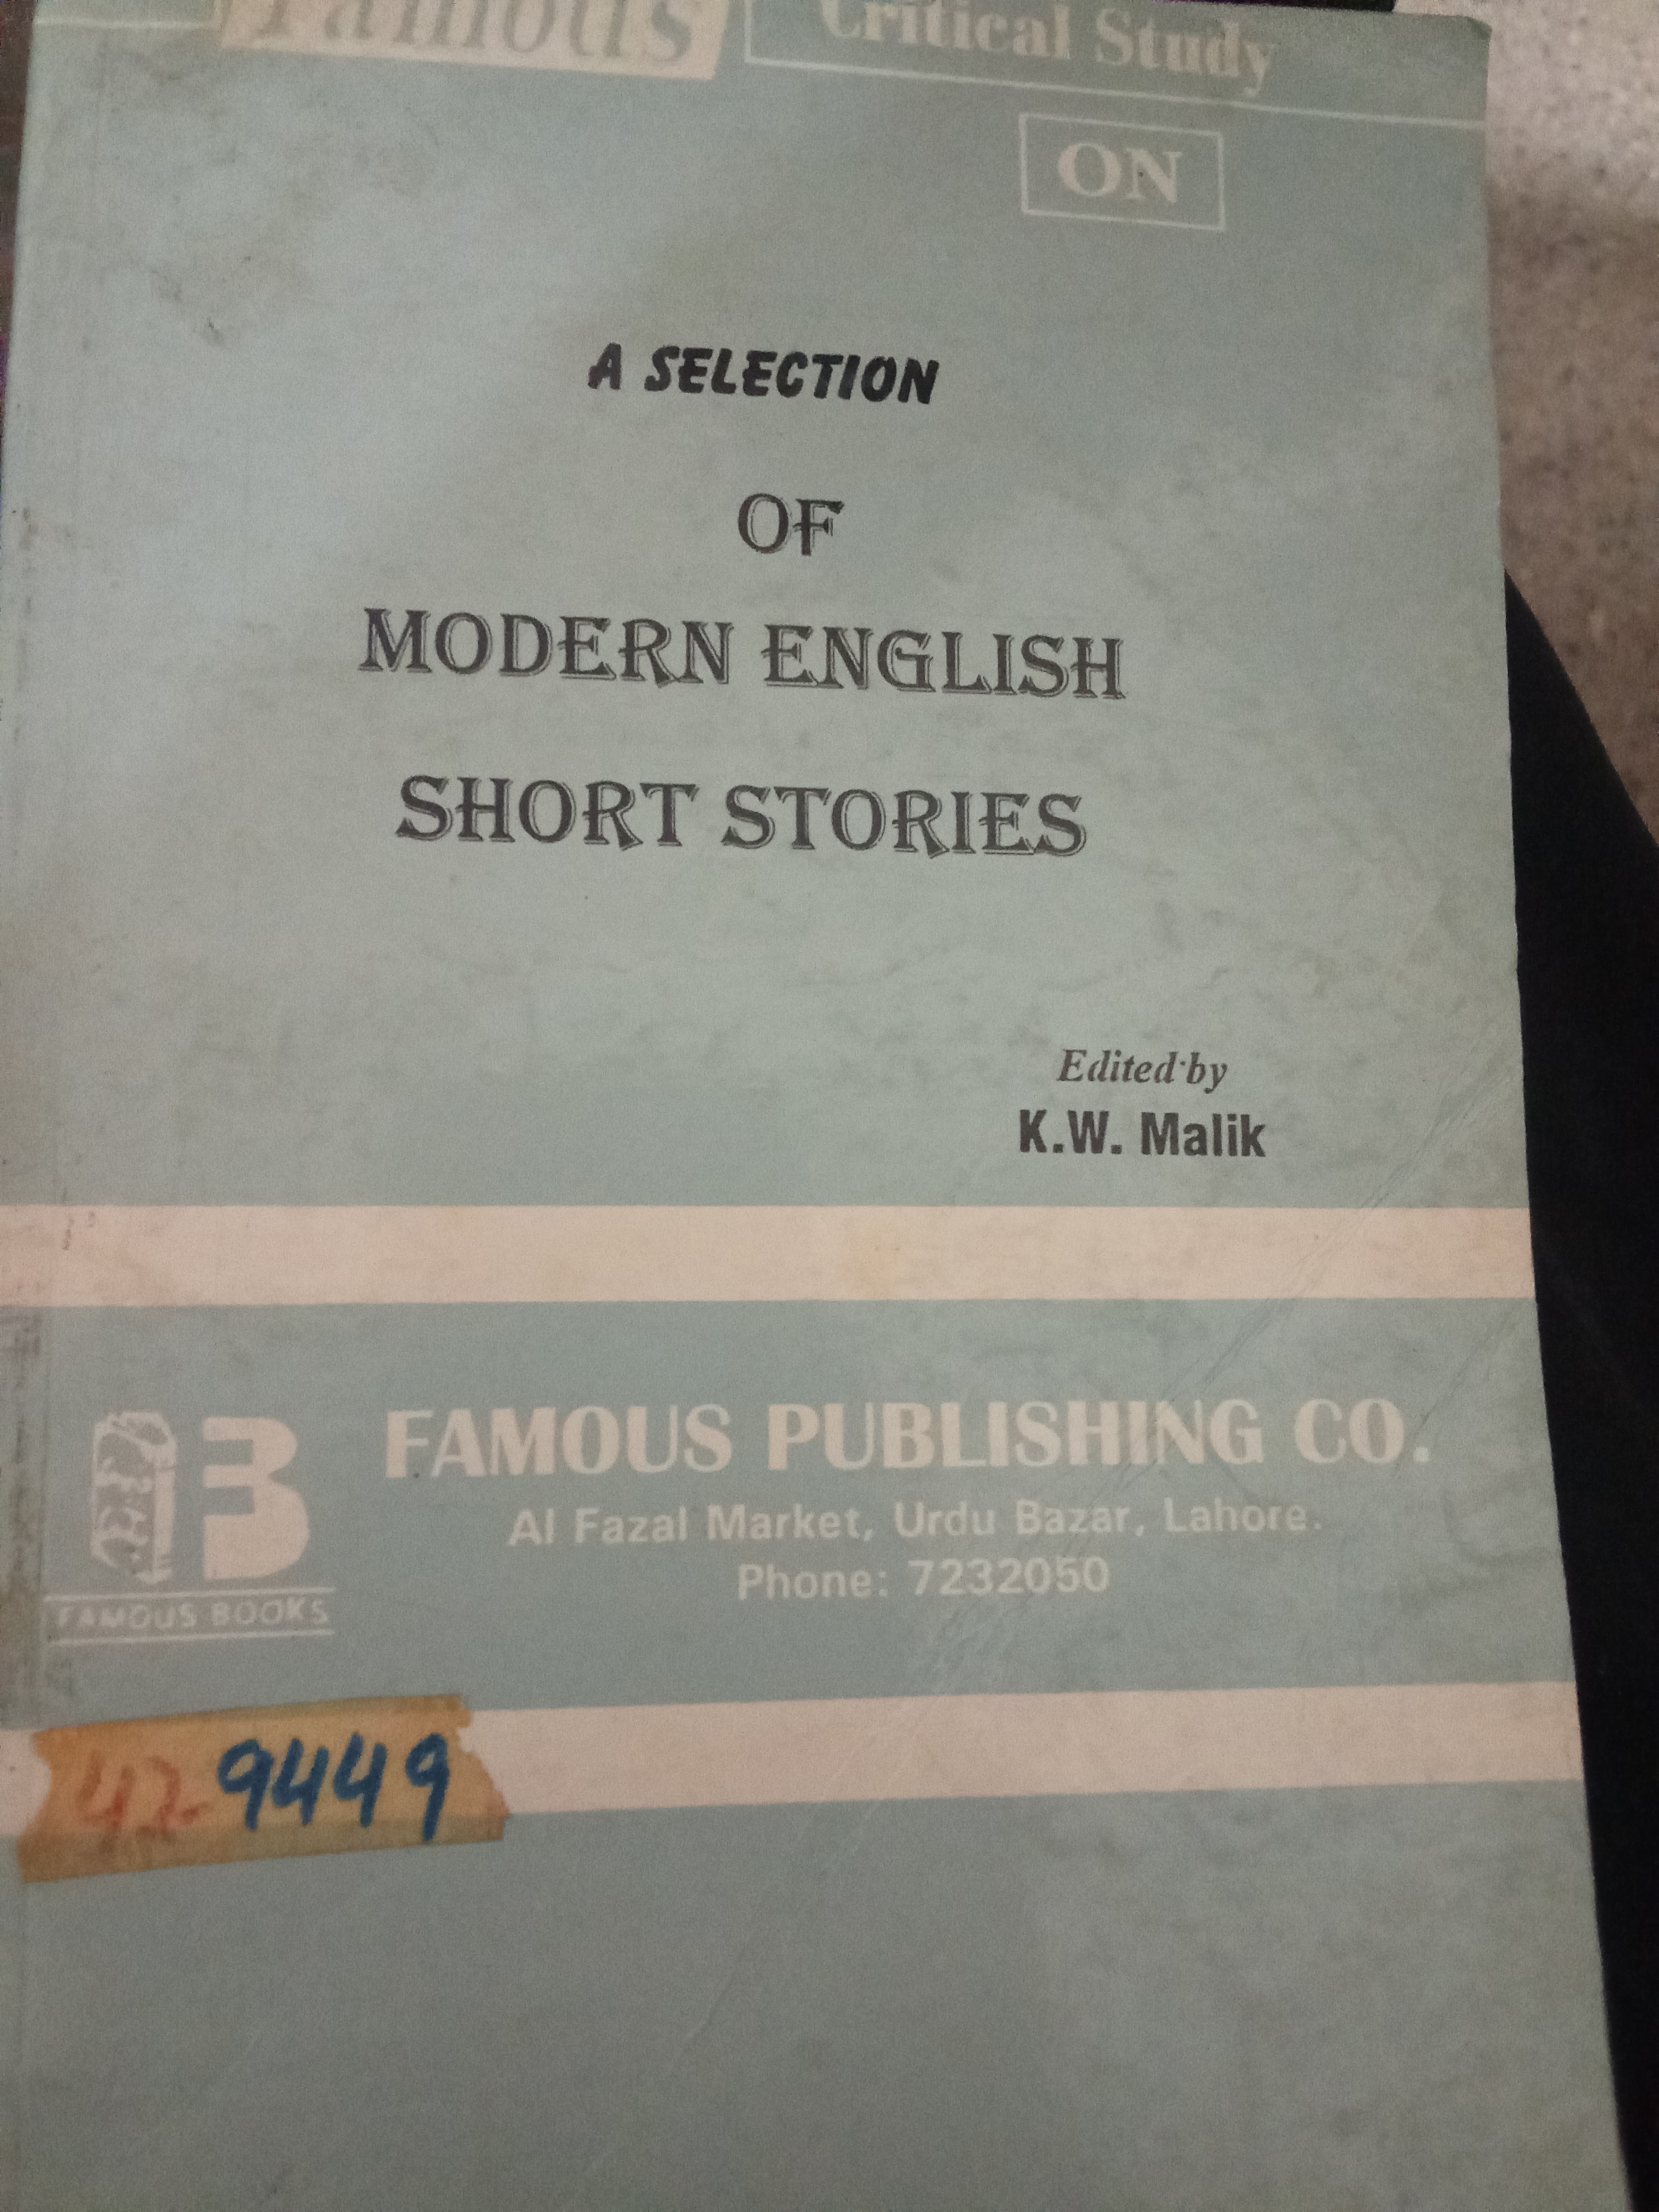 Famous Critical Study
ON
A SELECTION
OF
MODERN ENGLISH
SHORT STORIES
Edited by
K.W. Malik
FAMOUS PUBLISHING CO.
Al Fazal Market, Urdu Bazar, Lahore.
Phone: 7232050
FAMOUS BOOKS
42-9449